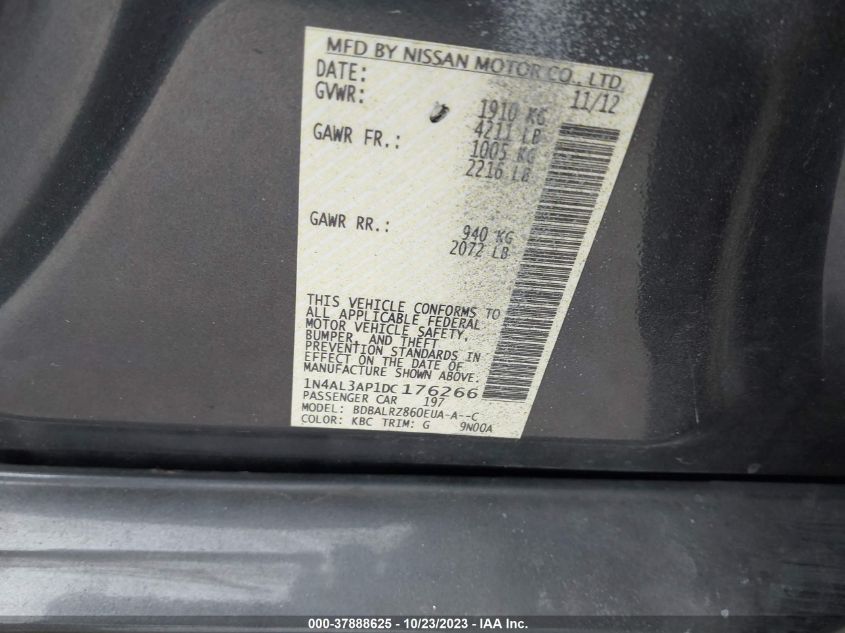 MFD BY NISSAN MOTOR CO., LTD.
DATE: 11/12
GVWR: 1910 KG
4211 LB
GAWR FR.: 1005 KG
2216 LB
GAWR RR.: 940 KG
2072 LB
THIS VEHICLE CONFORMS TO
ALL APPLICABLE FEDERAL
MOTOR VEHICLE SAFETY,
BUMPER, AND THEFT
PREVENTION STANDARDS IN
EFFECT ON THE DATE OF
MANUFACTURE SHOWN ABOVE.
1N4AL3AP1DC176266
PASSENGER CAR 197
MODEL: BDBALRZ860EUA-A--C
COLOR: KBC TRIM: G 9N00A
000-37888625 - 10/23/2023 - IAA Inc.